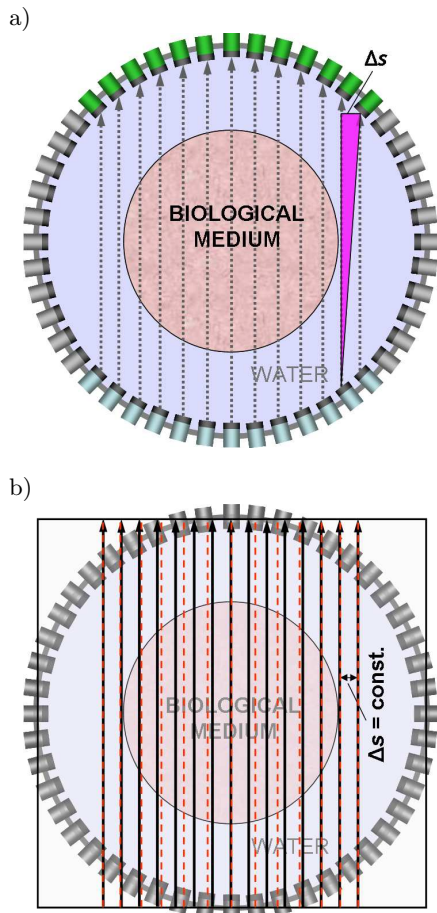 a)
Δs
BIOLOGICAL
MEDIUM
WATER
b)
BIOLOGICAL
MEDIUM
Δs = const.
WATER